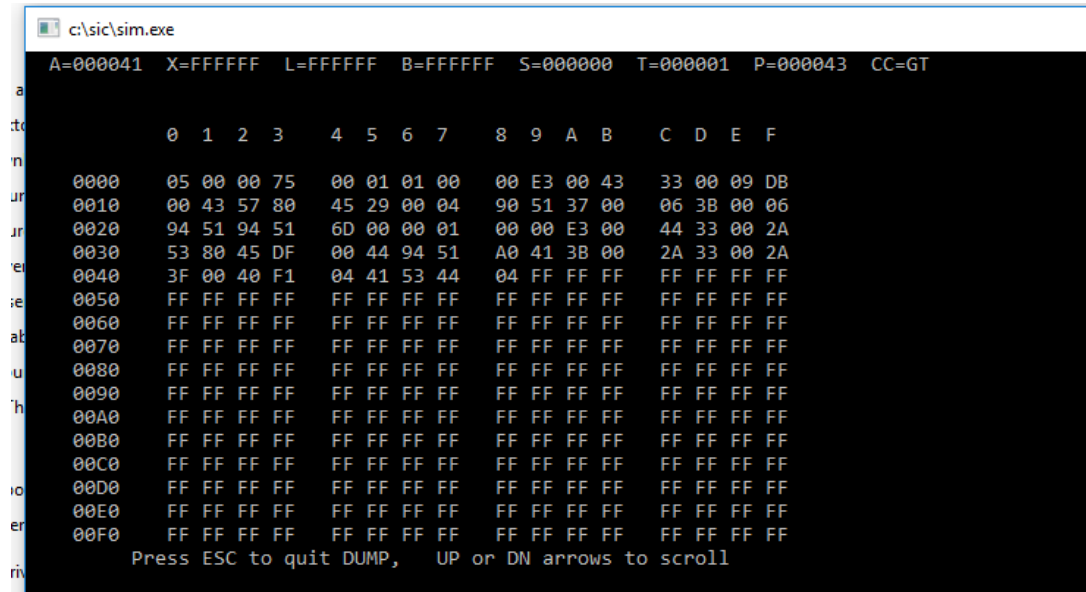 c:\sic\sim.exe
A=000041 X=FFFFFF L=FFFFFF B=FFFFFF S=000000 T=000001 P=000043 CC=GT
0 1 2 3 4 5 6 7 8 9 A B C D E F
0000 05 00 00 75 00 01 01 00 00 E3 00 43 33 00 09 DB
0010 00 43 57 80 45 29 00 04 90 51 37 00 06 3B 00 06
0020 94 51 94 51 6D 00 00 01 00 00 E3 00 44 33 00 2A
0030 53 80 45 DF 00 44 94 51 A0 41 3B 00 2A 33 00 2A
0040 3F 00 40 F1 04 41 53 44 04 FF FF FF FF FF FF FF
0050 FF FF FF FF FF FF FF FF FF FF FF FF FF FF FF FF
0060 FF FF FF FF FF FF FF FF FF FF FF FF FF FF FF FF
0070 FF FF FF FF FF FF FF FF FF FF FF FF FF FF FF FF
0080 FF FF FF FF FF FF FF FF FF FF FF FF FF FF FF FF
0090 FF FF FF FF FF FF FF FF FF FF FF FF FF FF FF FF
00A0 FF FF FF FF FF FF FF FF FF FF FF FF FF FF FF FF
00B0 FF FF FF FF FF FF FF FF FF FF FF FF FF FF FF FF
00C0 FF FF FF FF FF FF FF FF FF FF FF FF FF FF FF FF
00D0 FF FF FF FF FF FF FF FF FF FF FF FF FF FF FF FF
00E0 FF FF FF FF FF FF FF FF FF FF FF FF FF FF FF FF
00F0 FF FF FF FF FF FF FF FF FF FF FF FF FF FF FF FF
Press ESC to quit DUMP, UP or DN arrows to scroll